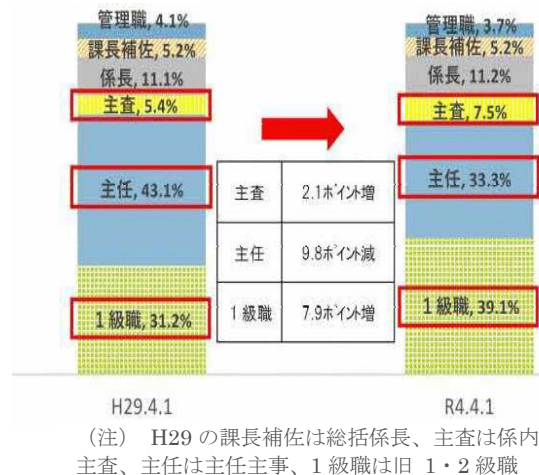 管理職, 4.1%
課長補佐, 5.2%
係長, 11.1%
主査, 5.4%
主任, 43.1%
1級職, 31.2%
主査 2.1ポイント増
主任 9.8ポイント減
1級職 7.9ポイント増
管理職, 3.7%
課長補佐, 5.2%
係長, 11.2%
主査, 7.5%
主任, 33.3%
1級職, 39.1%
H29.4.1 R4.4.1
（注） H29 の課長補佐は総括係長、主査は係内
主査、主任は主任主事、1 級職は旧 1・2 級職